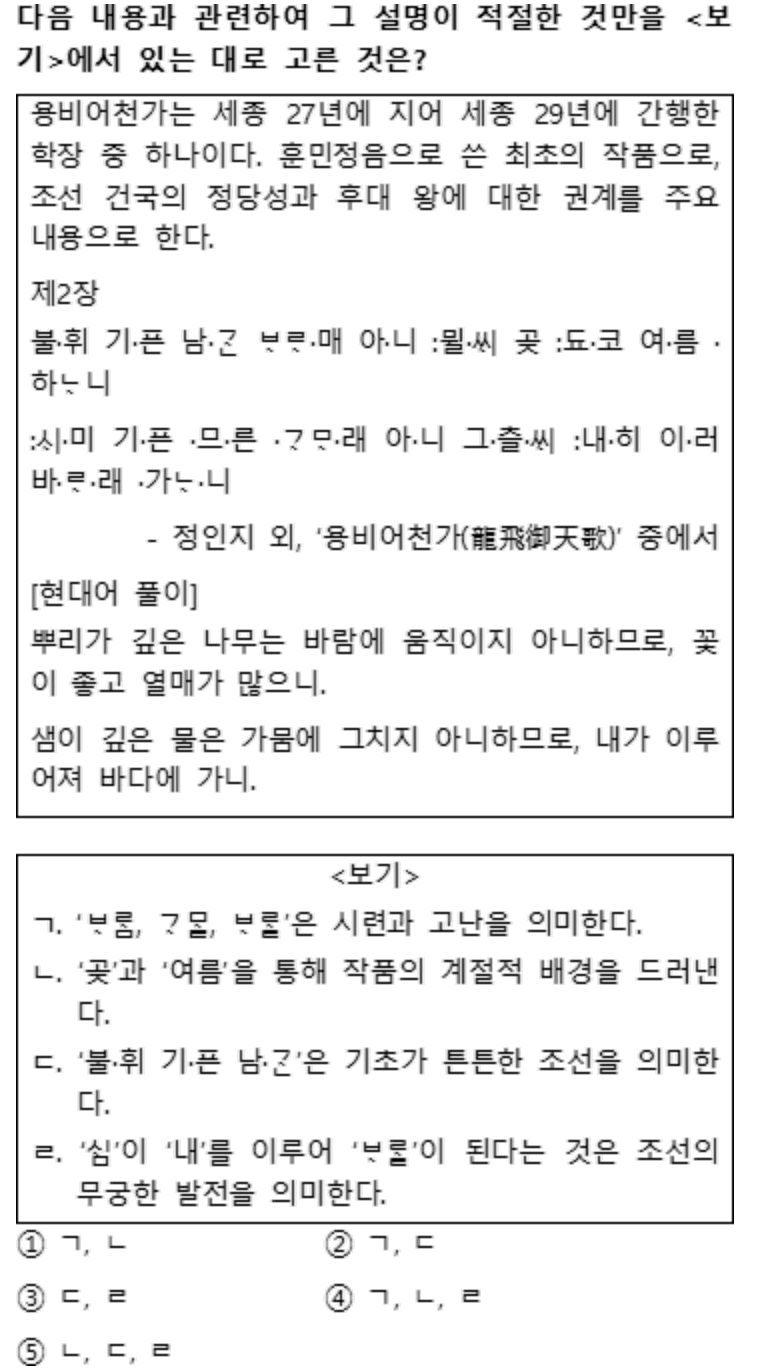 다음 내용과 관련하여 그 설명이 적절한 것만을 <보
기>에서 있는 대로 고른 것은?
용비어천가는 세종 27년에 지어 세종 29년에 간행한
학장 중 하나이다. 훈민정음으로 쓴 최초의 작품으로,
조선 건국의 정당성과 후대 왕에 대한 권계를 주요
내용으로 한다.
제2장
불·휘 기·픈 남·ᄀᆞᆫ ᄇᆞᄅᆞ·매 아·니 :뮐·ᄊᆡ 곶 :됴·코 여·름 ·
하ᄂᆞ니
:ᄉᆡ·미 기·픈 ·므·른 ·ᄀᆞᄆᆞ·래 아·니 그·츨·ᄊᆡ :내·히 이·러
바·ᄅᆞ·래 ·가ᄂᆞ·니
- 정인지 외, ‘용비어천가(龍飛御天歌)’ 중에서
[현대어 풀이]
뿌리가 깊은 나무는 바람에 움직이지 아니하므로, 꽃
이 좋고 열매가 많으니.
샘이 깊은 물은 가뭄에 그치지 아니하므로, 내가 이루
어져 바다에 가니.
<보기>
ㄱ. ‘ᄇᆞᄅᆞᆷ, ᄀᆞᄆᆞᆯ, ᄇᆞᄅᆞᆯ’은 시련과 고난을 의미한다.
ㄴ. ‘곶’과 ‘여름’을 통해 작품의 계절적 배경을 드러낸
다.
ㄷ. ‘불·휘 기·픈 남·ᄀᆞᆫ’은 기초가 튼튼한 조선을 의미한
다.
ㄹ. ‘심’이 ‘내’를 이루어 ‘ᄇᆞᄅᆞᆯ’이 된다는 것은 조선의
무궁한 발전을 의미한다.
① ㄱ, ㄴ ② ㄱ, ㄷ
③ ㄷ, ㄹ ④ ㄱ, ㄴ, ㄹ
⑤ ㄴ, ㄷ, ㄹ